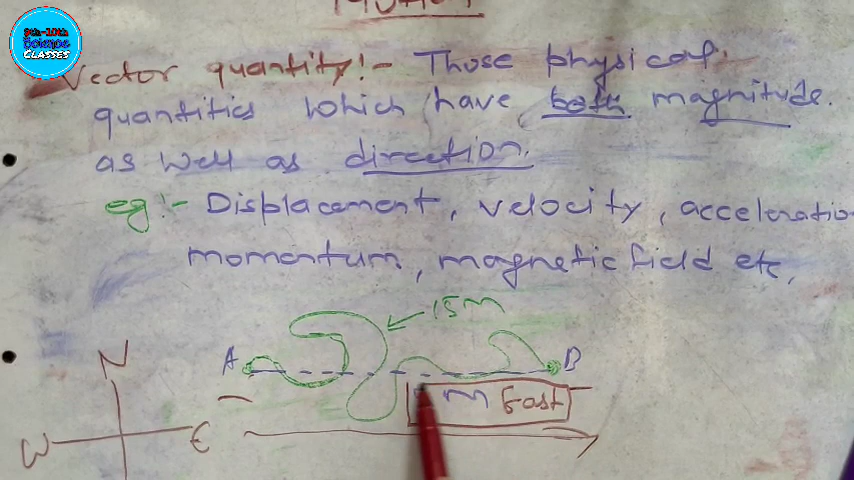 Motion
9th-10th
Science
CLASSES
Vector quantity:- Those physical
quantities which have both magnitude.
as well as direction.
eg:- Displacement, velocity, acceleration
momentum, magnetic field etc,
15m
A B
N
m East
W E